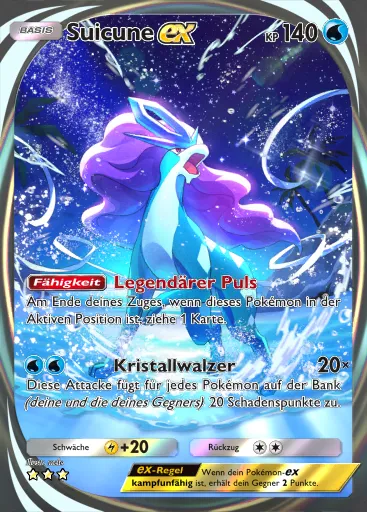 BASIS Suicune ex KP 140
Fähigkeit Legendärer Puls
Am Ende deines Zuges, wenn dieses Pokémon in der
Aktiven Position ist, ziehe 1 Karte.
Kristallwalzer 20×
Diese Attacke fügt für jedes Pokémon auf der Bank
(deine und die deines Gegners) 20 Schadenspunkte zu.
Schwäche +20 Rückzug
ex-Regel Wenn dein Pokémon-ex
kampfunfähig ist, erhält dein Gegner 2 Punkte.